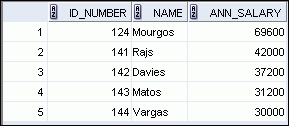 ID_NUMBER NAME ANN_SALARY
1 124 Mourgos 69600
2 141 Rajs 42000
3 142 Davies 37200
4 143 Matos 31200
5 144 Vargas 30000